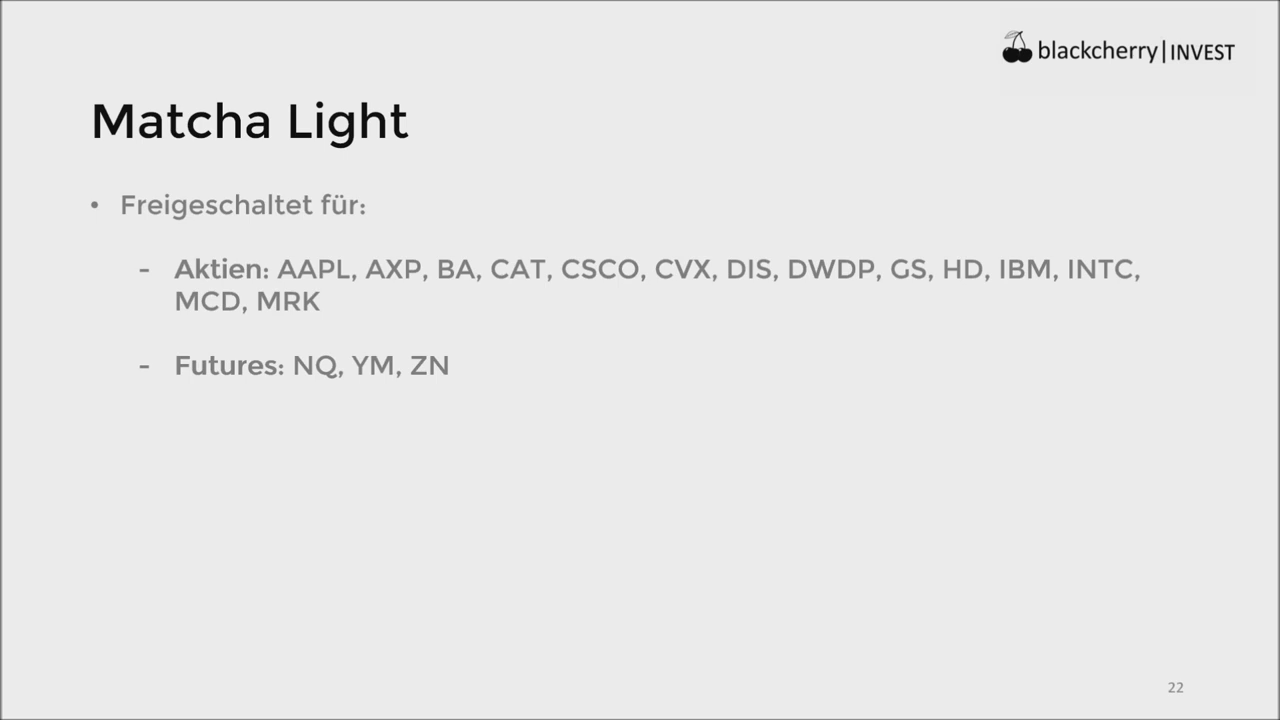 blackcherry|INVEST
Matcha Light
• Freigeschaltet für:
- Aktien: AAPL, AXP, BA, CAT, CSCO, CVX, DIS, DWDP, GS, HD, IBM, INTC,
MCD, MRK
- Futures: NQ, YM, ZN
22